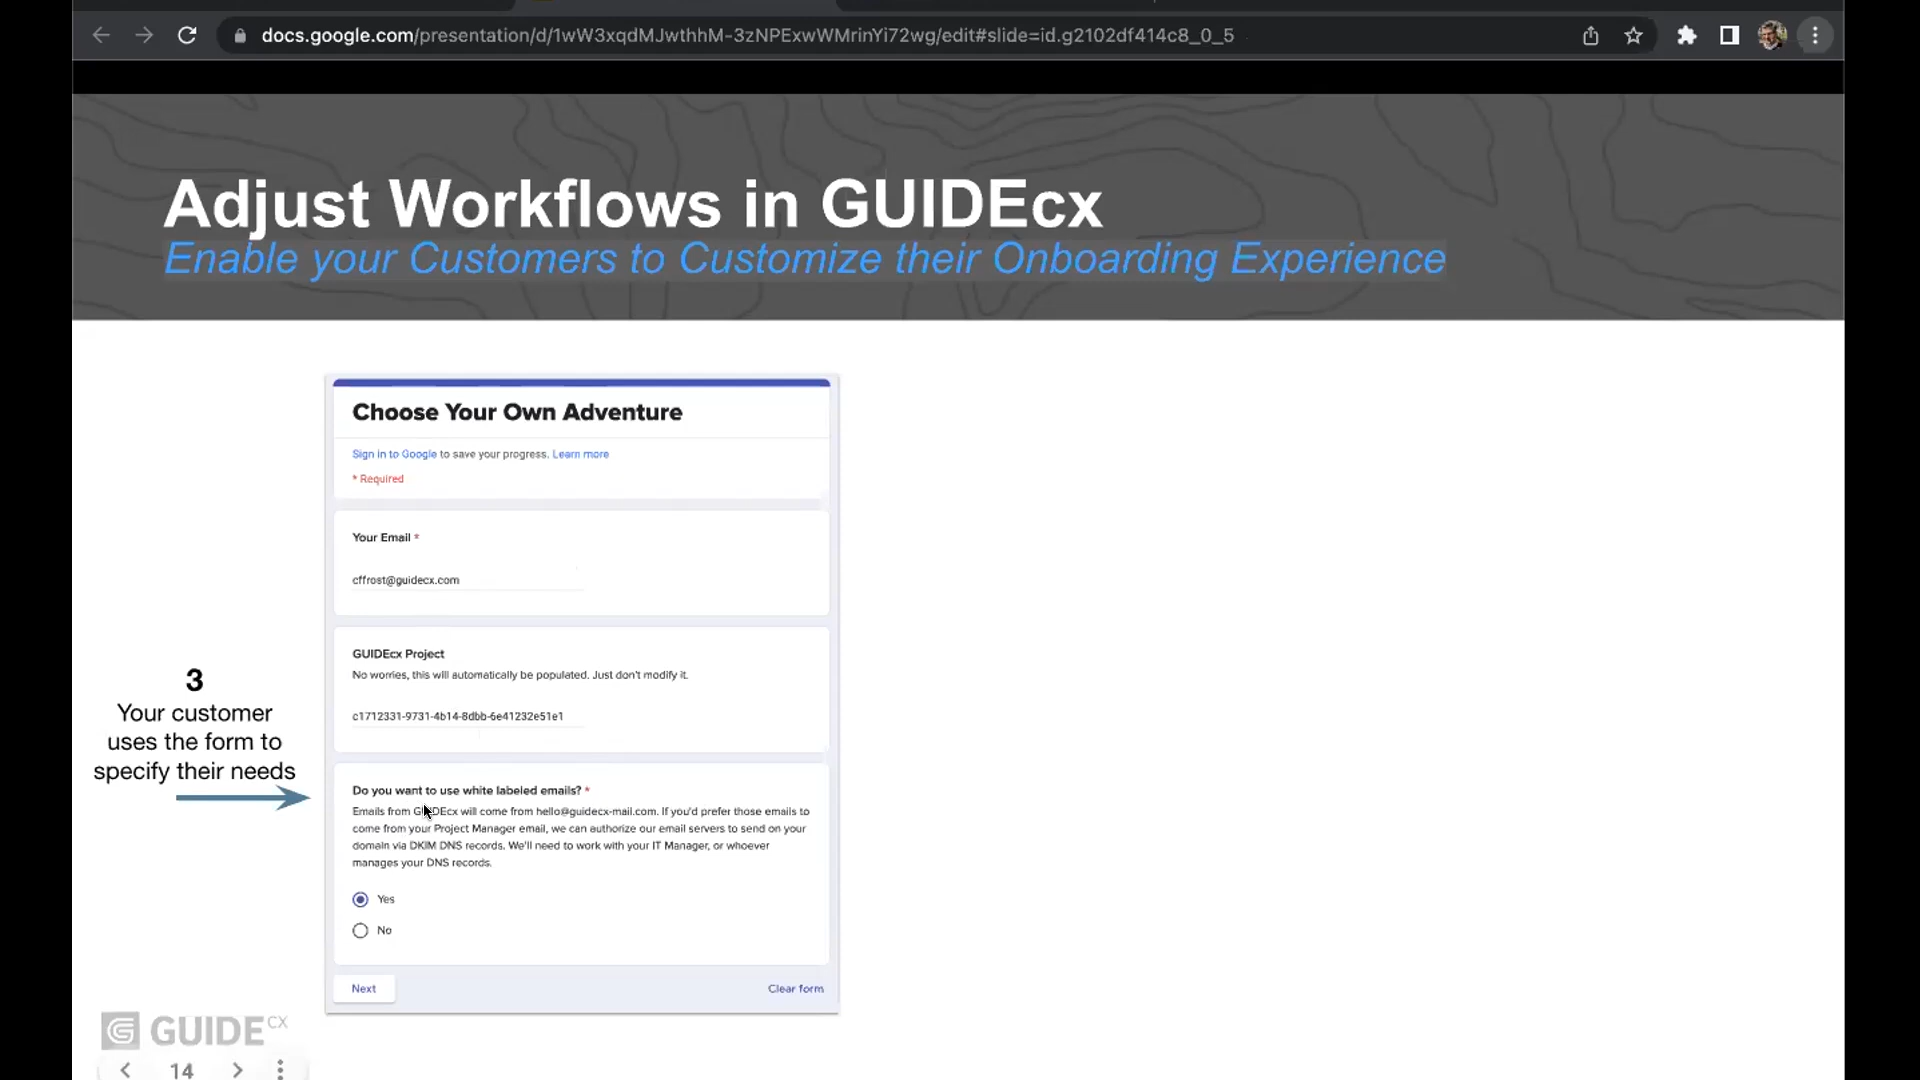 docs.google.com/presentation/d/1wW3xqdMJwthhM-3zNPExwWMrinYi72wg/edit#slide=id.g2102df414c8_0_5
Adjust Workflows in GUIDEcx
Enable your Customers to Customize their Onboarding Experience
Choose Your Own Adventure
Sign in to Google to save your progress. Learn more
* Required
Your Email *
cffrost@guidecx.com
GUIDEcx Project
No worries, this will automatically be populated. Just don't modify it.
c1712331-9731-4b14-8dbb-6e41232e51e1
3
Your customer
uses the form to
specify their needs
Do you want to use white labeled emails? *
Emails from GUIDEcx will come from hello@guidecx-mail.com. If you'd prefer those emails to
come from your Project Manager email, we can authorize our email servers to send on your
domain via DKIM DNS records. We'll need to work with your IT Manager, or whoever
manages your DNS records.
Yes
No
Next
Clear form
GUIDE CX
14